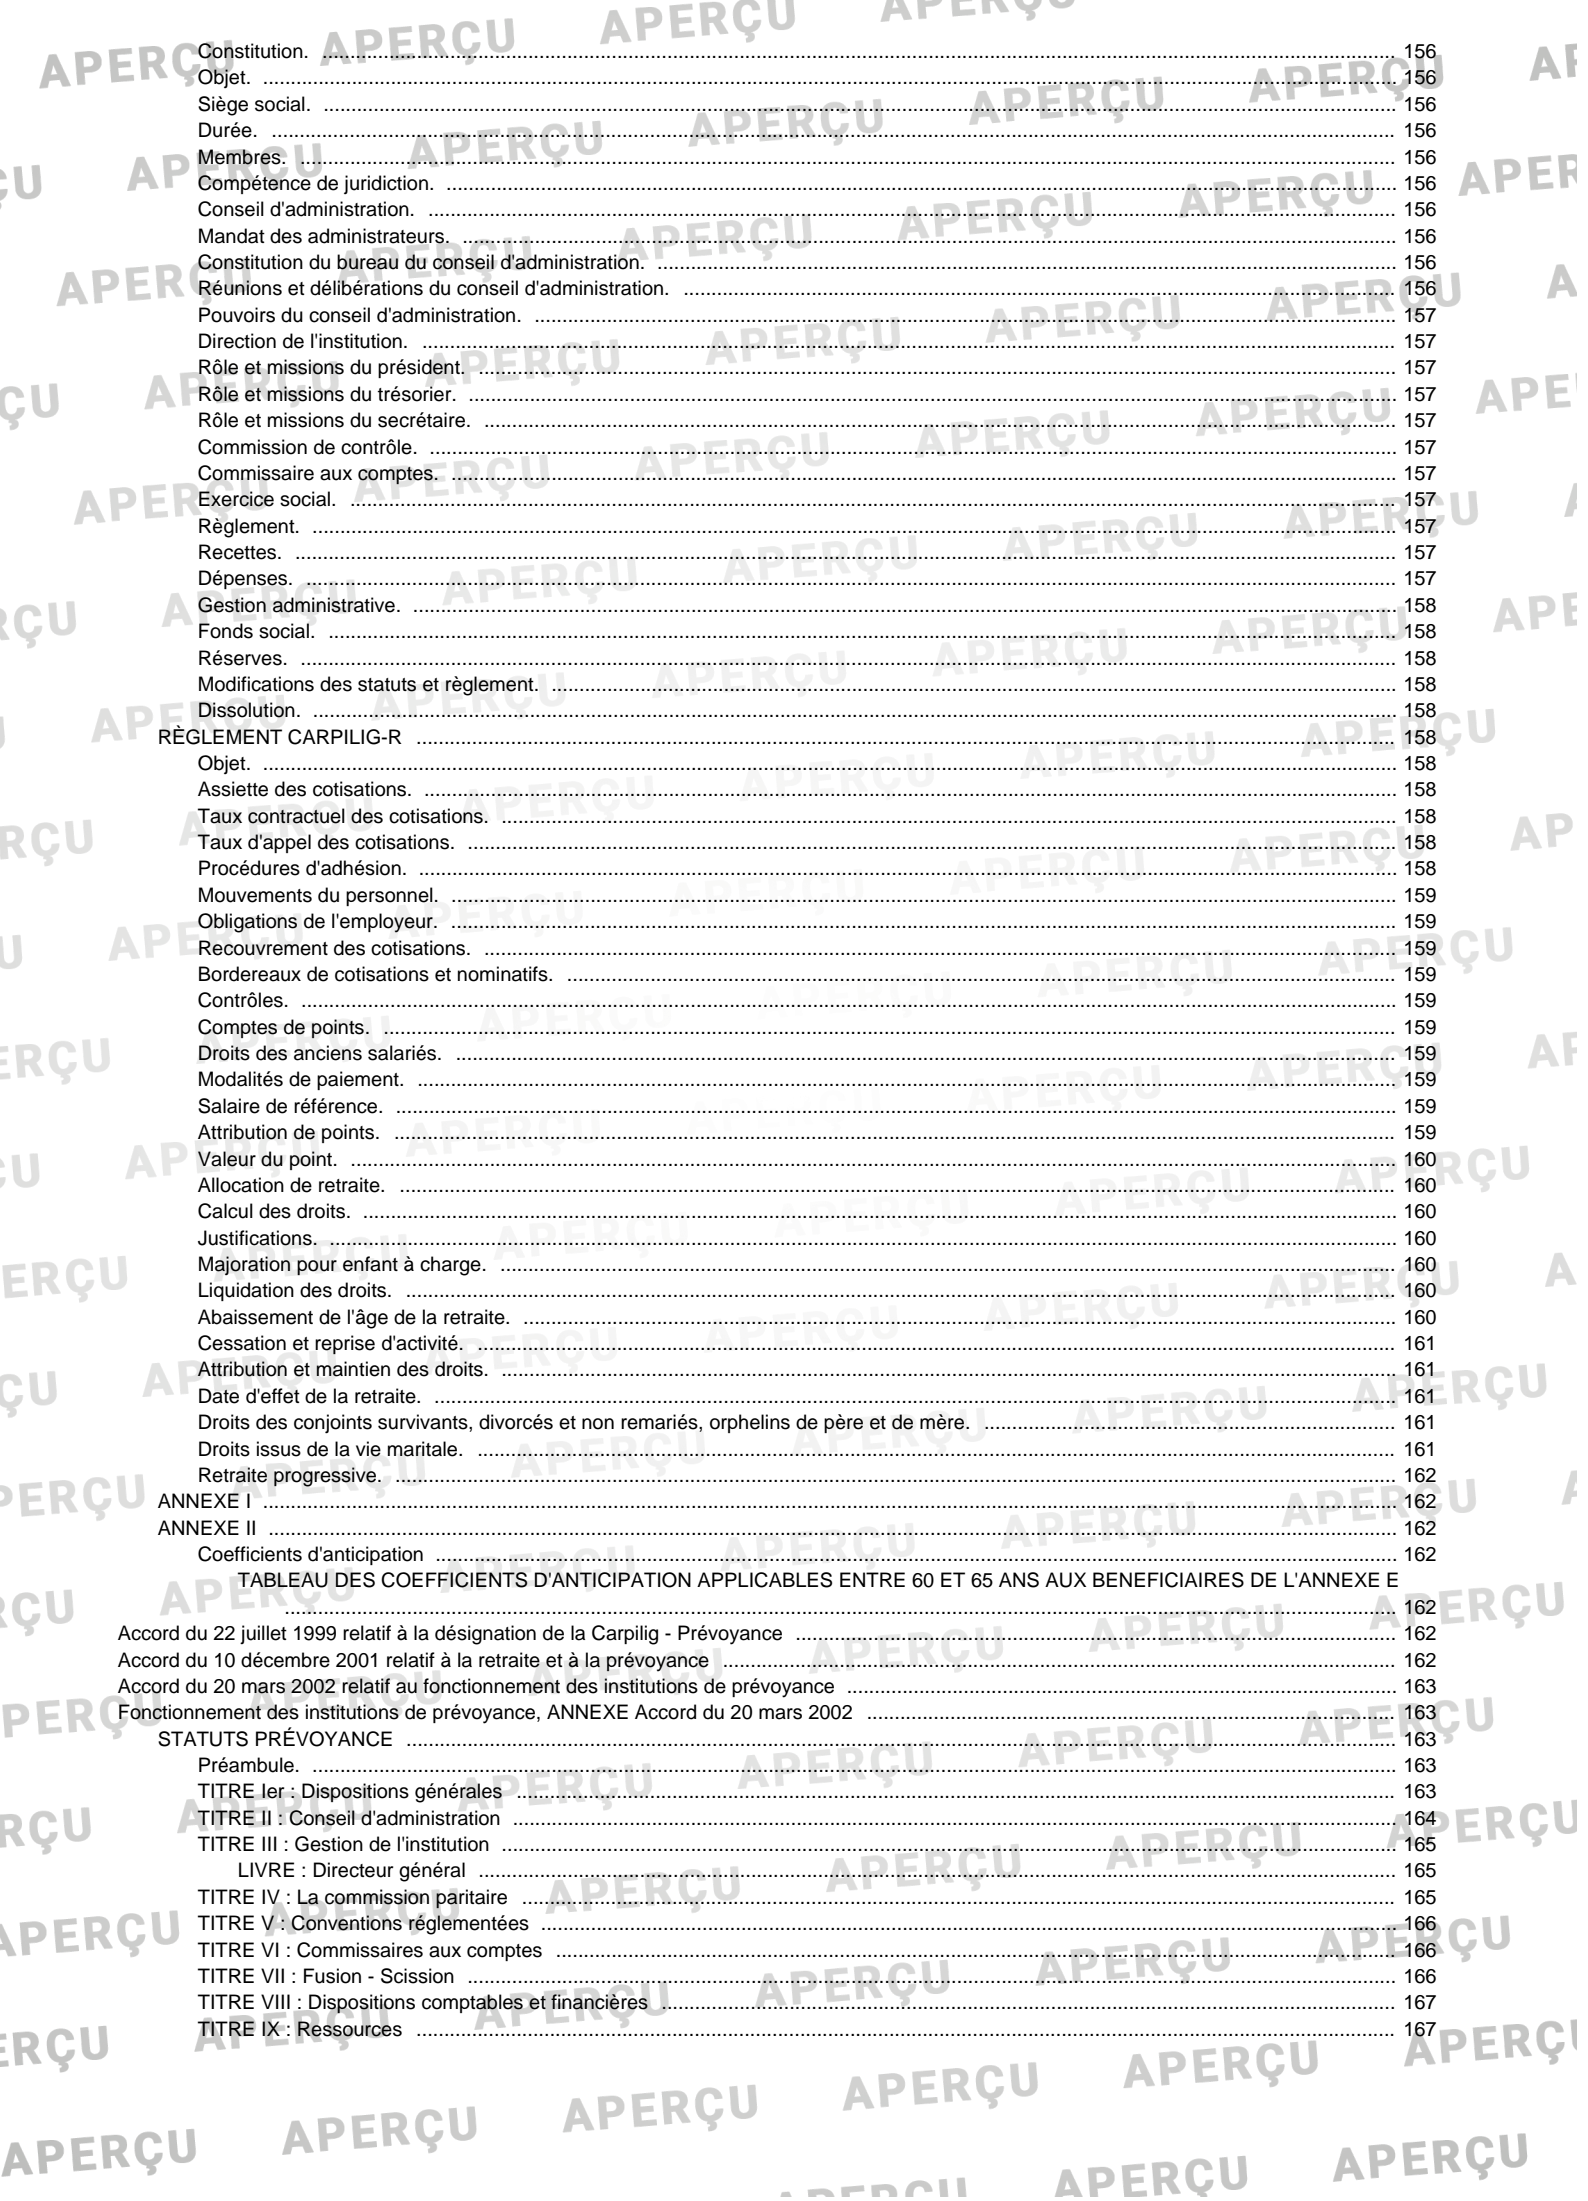 Constitution. 156
Objet. 156
Siège social. 156
Durée. 156
Membres. 156
Compétence de juridiction. 156
Conseil d'administration. 156
Mandat des administrateurs. 156
Constitution du bureau du conseil d'administration. 156
Réunions et délibérations du conseil d'administration. 156
Pouvoirs du conseil d'administration. 157
Direction de l'institution. 157
Rôle et missions du président. 157
Rôle et missions du trésorier. 157
Rôle et missions du secrétaire. 157
Commission de contrôle. 157
Commissaire aux comptes. 157
Exercice social. 157
Règlement. 157
Recettes. 157
Dépenses. 157
Gestion administrative. 158
Fonds social. 158
Réserves. 158
Modifications des statuts et règlement. 158
Dissolution. 158
RÈGLEMENT CARPILIG-R 158
Objet. 158
Assiette des cotisations. 158
Taux contractuel des cotisations. 158
Taux d'appel des cotisations. 158
Procédures d'adhésion. 158
Mouvements du personnel. 159
Obligations de l'employeur. 159
Recouvrement des cotisations. 159
Bordereaux de cotisations et nominatifs. 159
Contrôles. 159
Comptes de points. 159
Droits des anciens salariés. 159
Modalités de paiement. 159
Salaire de référence. 159
Attribution de points. 159
Valeur du point. 160
Allocation de retraite. 160
Calcul des droits. 160
Justifications. 160
Majoration pour enfant à charge. 160
Liquidation des droits. 160
Abaissement de l'âge de la retraite. 160
Cessation et reprise d'activité. 161
Attribution et maintien des droits. 161
Date d'effet de la retraite. 161
Droits des conjoints survivants, divorcés et non remariés, orphelins de père et de mère. 161
Droits issus de la vie maritale. 161
Retraite progressive. 162
ANNEXE I 162
ANNEXE II 162
Coefficients d'anticipation 162
TABLEAU DES COEFFICIENTS D'ANTICIPATION APPLICABLES ENTRE 60 ET 65 ANS AUX BENEFICIAIRES DE L'ANNEXE E
162
Accord du 22 juillet 1999 relatif à la désignation de la Carpilig - Prévoyance 162
Accord du 10 décembre 2001 relatif à la retraite et à la prévoyance 162
Accord du 20 mars 2002 relatif au fonctionnement des institutions de prévoyance 163
Fonctionnement des institutions de prévoyance, ANNEXE Accord du 20 mars 2002 163
STATUTS PRÉVOYANCE 163
Préambule. 163
TITRE Ier : Dispositions générales 163
TITRE II : Conseil d'administration 164
TITRE III : Gestion de l'institution 165
LIVRE : Directeur général 165
TITRE IV : La commission paritaire 165
TITRE V : Conventions réglementées 166
TITRE VI : Commissaires aux comptes 166
TITRE VII : Fusion - Scission 166
TITRE VIII : Dispositions comptables et financières 167
TITRE IX : Ressources 167